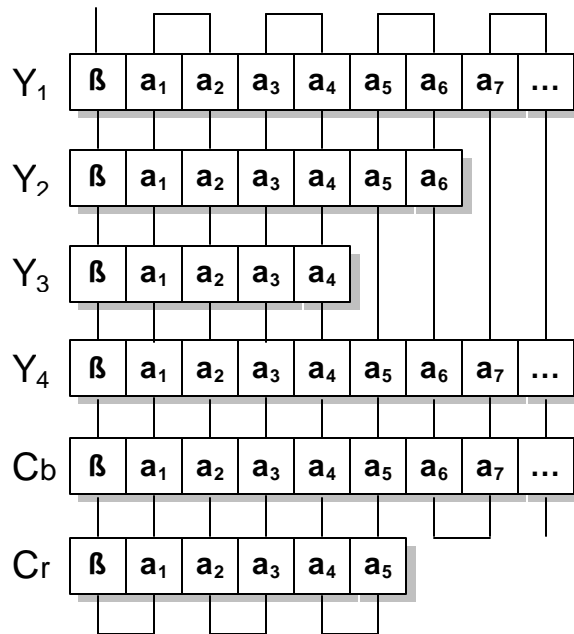 Y₁ ß a₁ a₂ a₃ a₄ a₅ a₆ a₇ ...
Y₂ ß a₁ a₂ a₃ a₄ a₅ a₆
Y₃ ß a₁ a₂ a₃ a₄
Y₄ ß a₁ a₂ a₃ a₄ a₅ a₆ a₇ ...
Cb ß a₁ a₂ a₃ a₄ a₅ a₆ a₇ ...
Cr ß a₁ a₂ a₃ a₄ a₅